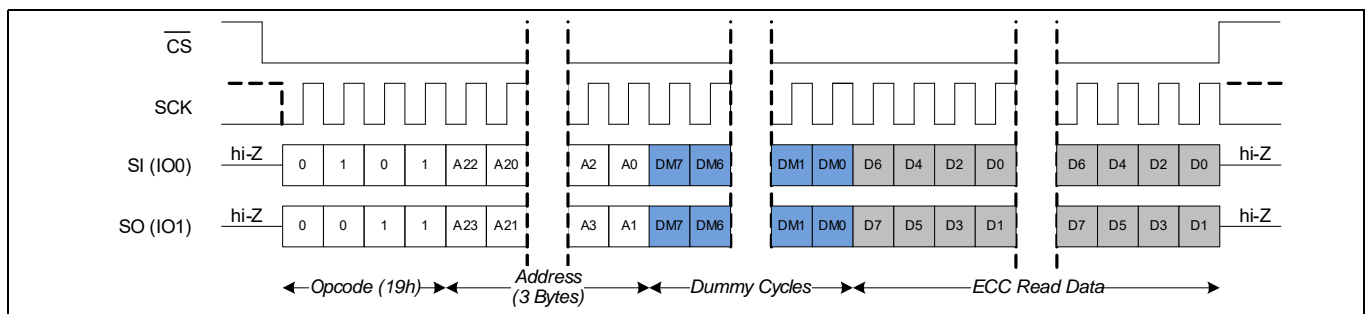 CS
SCK
hi-Z
SI (IO0) 0 1 0 1 A22 A20 A2 A0 DM7 DM6 DM1 DM0 D6 D4 D2 D0 D6 D4 D2 D0 hi-Z
hi-Z
SO (IO1) 0 0 1 1 A23 A21 A3 A1 DM7 DM6 DM1 DM0 D7 D5 D3 D1 D7 D5 D3 D1 hi-Z
Opcode (19h) Address Dummy Cycles ECC Read Data
(3 Bytes)